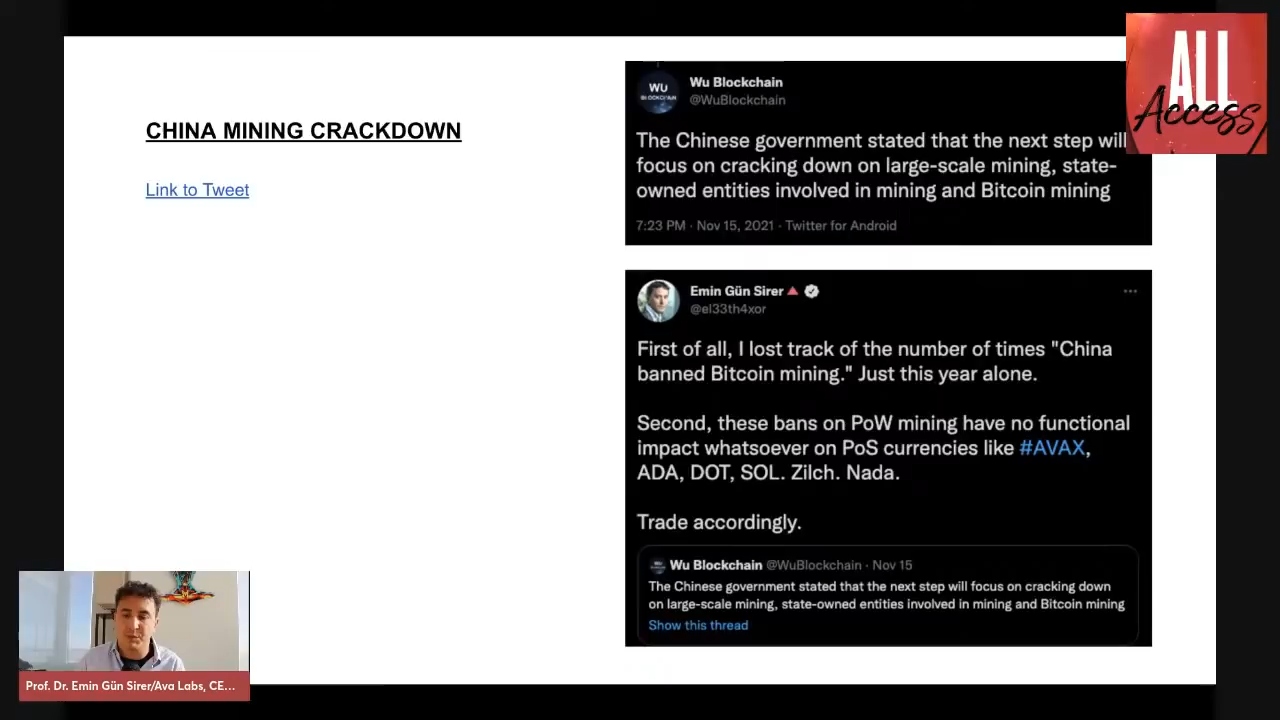 CHINA MINING CRACKDOWN
Link to Tweet
WU
BLOCKCHAIN
Wu Blockchain
@WuBlockchain
The Chinese government stated that the next step will
focus on cracking down on large-scale mining, state-
owned entities involved in mining and Bitcoin mining
7:23 PM · Nov 15, 2021 · Twitter for Android
ALL
Access
Emin Gün Sirer
@el33th4xor
First of all, I lost track of the number of times "China
banned Bitcoin mining." Just this year alone.
Second, these bans on PoW mining have no functional
impact whatsoever on PoS currencies like #AVAX,
ADA, DOT, SOL. Zilch. Nada.
Trade accordingly.
Wu Blockchain @WuBlockchain · Nov 15
The Chinese government stated that the next step will focus on cracking down
on large-scale mining, state-owned entities involved in mining and Bitcoin mining
Show this thread
Prof. Dr. Emin Gün Sirer/Ava Labs, CE...